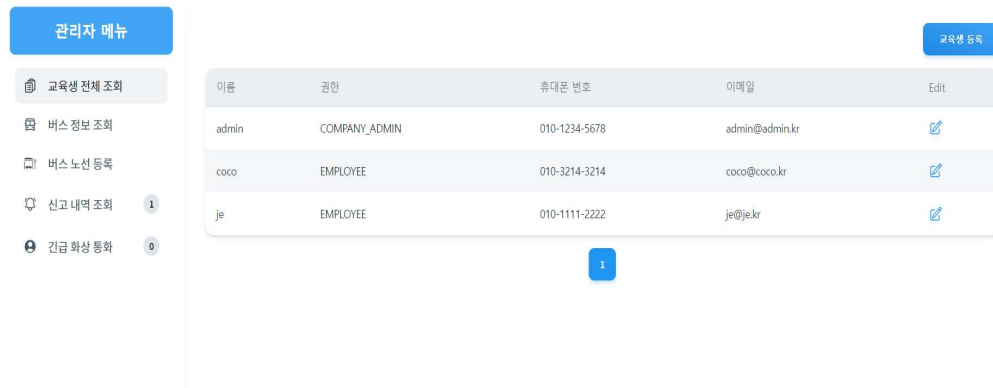 관리자 메뉴
교육생 전체 조회
버스 정보 조회
버스 노선 등록
신고 내역 조회 1
긴급 화상 통화 0
교육생 등록
이름 권한 휴대폰 번호 이메일 Edit
admin COMPANY_ADMIN 010-1234-5678 admin@admin.kr
coco EMPLOYEE 010-3214-3214 coco@coco.kr
je EMPLOYEE 010-1111-2222 je@je.kr
1